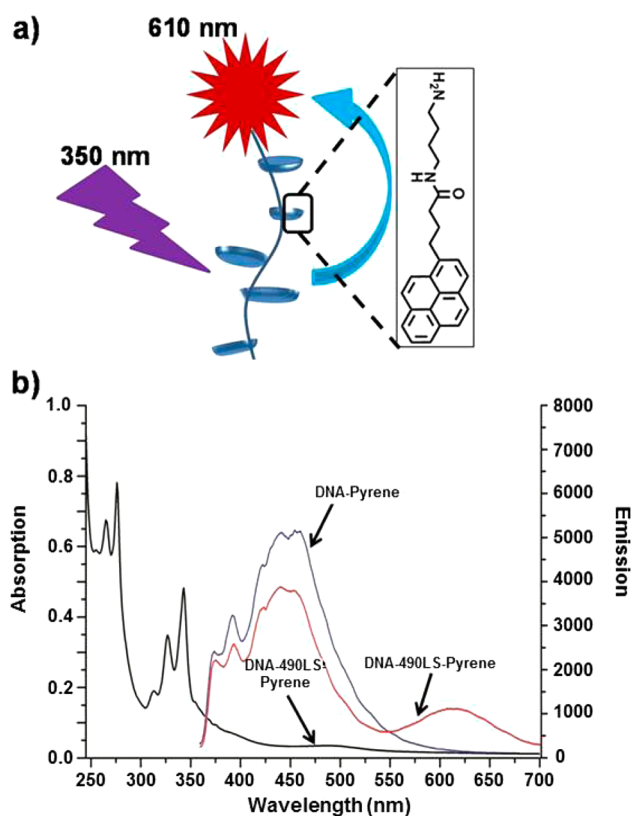 a)
610 nm
350 nm
H₂N
N
H
O
b)
1.0
0.8
0.6
0.4
0.2
0.0
Absorption
8000
7000
6000
5000
4000
3000
2000
1000
0
Emission
DNA-Pyrene
DNA-490LS-
Pyrene
DNA-490LS-Pyrene
250 300 350 400 450 500 550 600 650 700
Wavelength (nm)